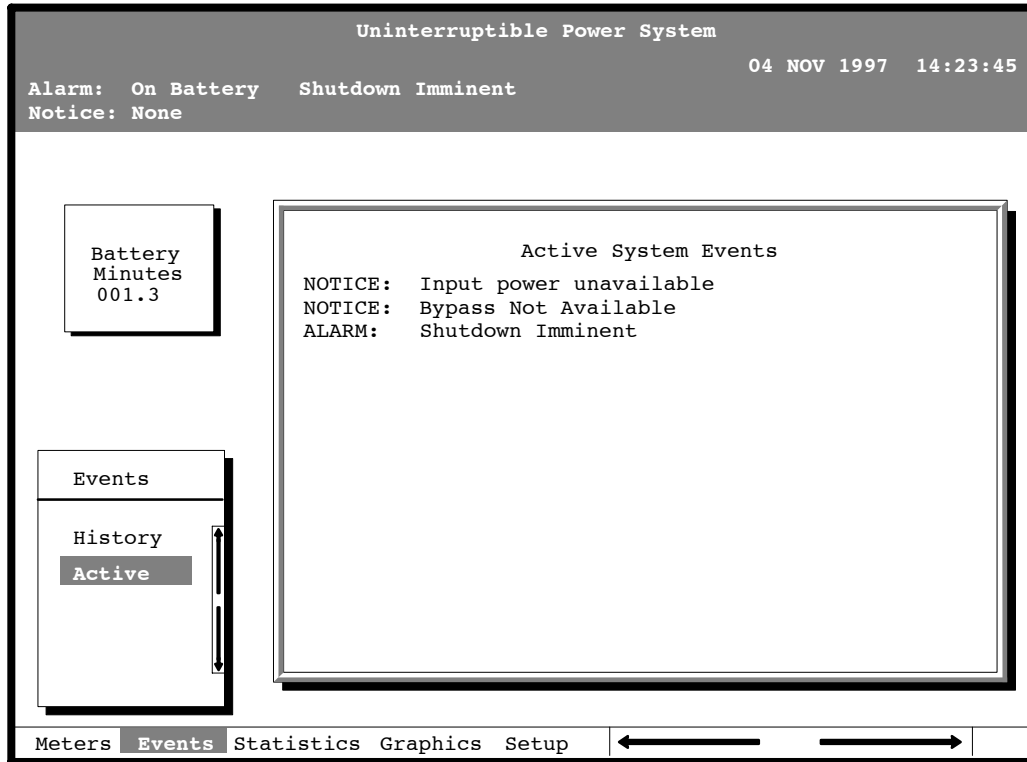 Uninterruptible Power System
04 NOV 1997 14:23:45
Alarm: On Battery Shutdown Imminent
Notice: None
Battery
Minutes
001.3
Active System Events
NOTICE: Input power unavailable
NOTICE: Bypass Not Available
ALARM: Shutdown Imminent
Events
History
Active
Meters Events Statistics Graphics Setup